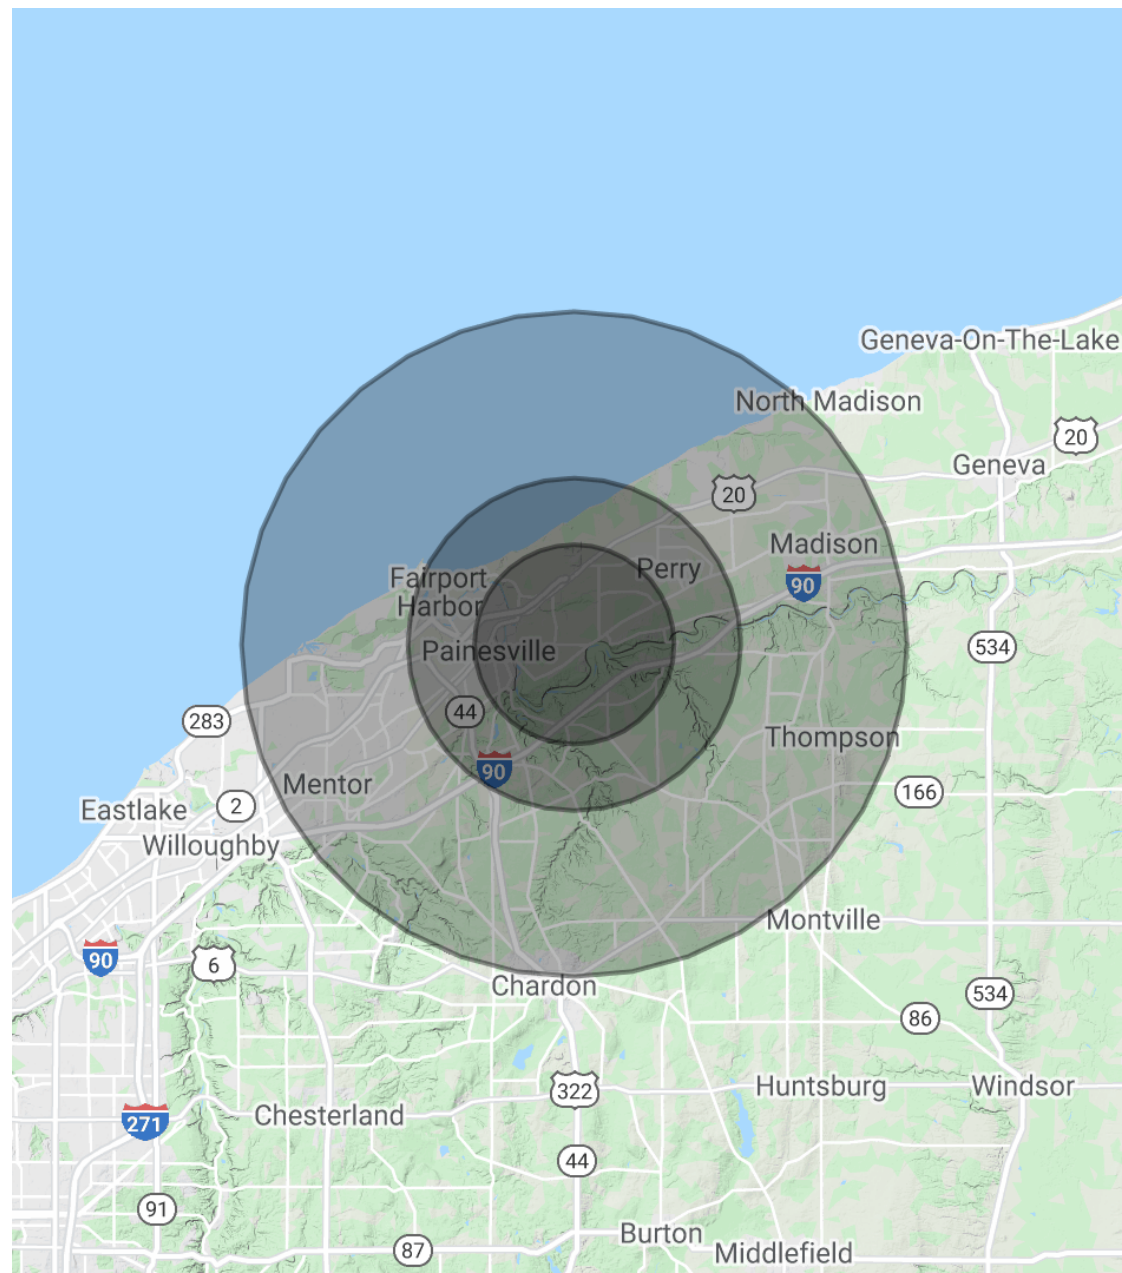 Geneva-On-The-Lake
North Madison
20
Geneva
20
Madison
Fairport
Harbor
Perry
90
Painesville
534
44
283
Thompson
90
Mentor
166
Eastlake
2
Willoughby
Montville
90
6
Chardon
534
86
322
Huntsburg
Windsor
271
Chesterland
44
91
Burton
87
Middlefield